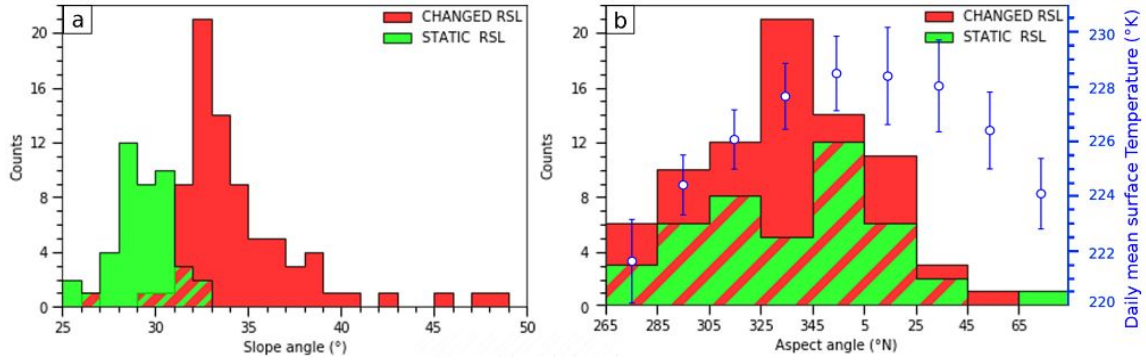 a
CHANGED RSL
STATIC RSL
Counts
20
16
12
8
4
0
25 30 35 40 45 50
Slope angle (°)
b
CHANGED RSL
STATIC RSL
Counts
20
16
12
8
4
0
265 285 305 325 345 5 25 45 65
Aspect angle (°N)
230
228
226
224
222
220
Daily mean surface Temperature (°K)